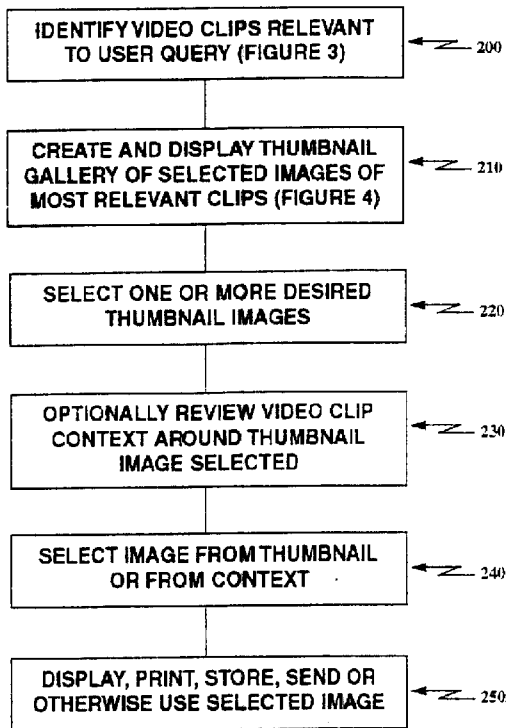 IDENTIFY VIDEO CLIPS RELEVANT
TO USER QUERY (FIGURE 3)
200
CREATE AND DISPLAY THUMBNAIL
GALLERY OF SELECTED IMAGES OF
MOST RELEVANT CLIPS (FIGURE 4)
210
SELECT ONE OR MORE DESIRED
THUMBNAIL IMAGES
220
OPTIONALLY REVIEW VIDEO CLIP
CONTEXT AROUND THUMBNAIL
IMAGE SELECTED
230
SELECT IMAGE FROM THUMBNAIL
OR FROM CONTEXT
240
DISPLAY, PRINT, STORE, SEND OR
OTHERWISE USE SELECTED IMAGE
250